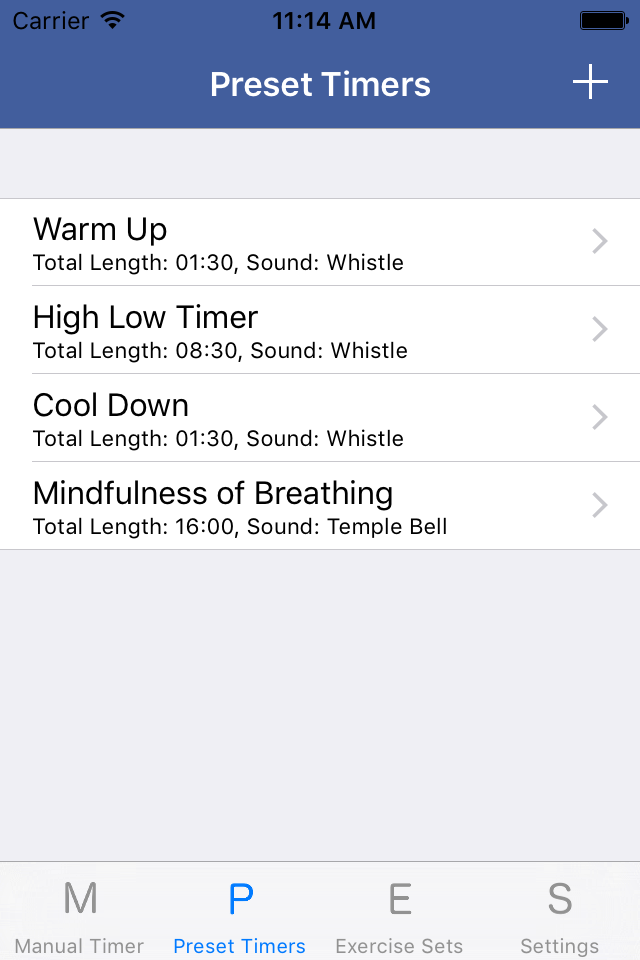 Carrier 11:14 AM
Preset Timers
Warm Up
Total Length: 01:30, Sound: Whistle
High Low Timer
Total Length: 08:30, Sound: Whistle
Cool Down
Total Length: 01:30, Sound: Whistle
Mindfulness of Breathing
Total Length: 16:00, Sound: Temple Bell
M P E S
Manual Timer Preset Timers Exercise Sets Settings